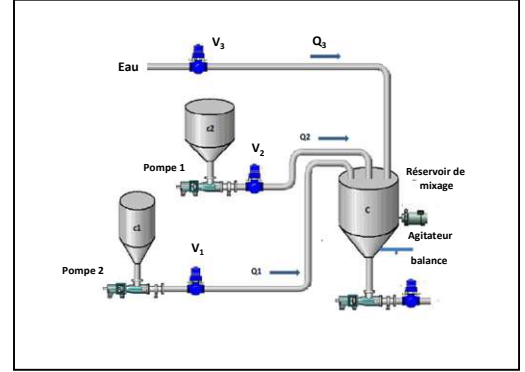 V3
Q3
Eau
c2
Q2
Pompe 1
V2
Réservoir de
mixage
c1
C
Agitateur
V1
balance
Pompe 2
Q1